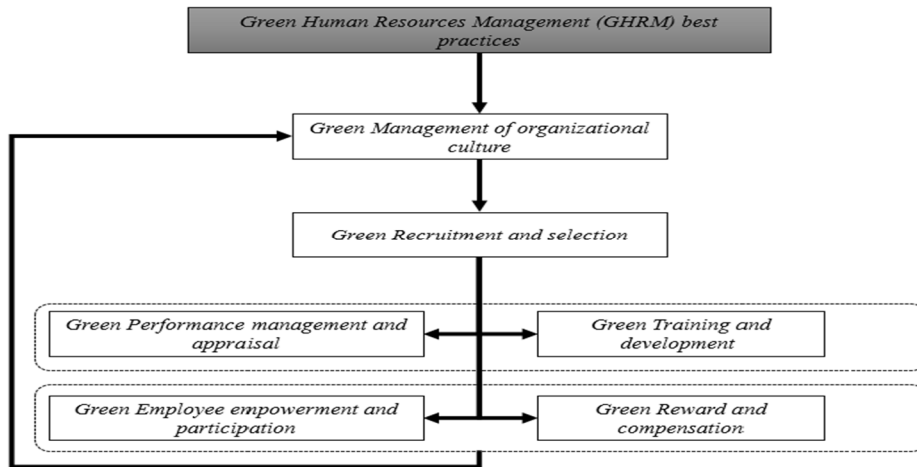 Green Human Resources Management (GHRM) best
practices
Green Management of organizational
culture
Green Recruitment and selection
Green Performance management and
appraisal
Green Training and
development
Green Employee empowerment and
participation
Green Reward and
compensation